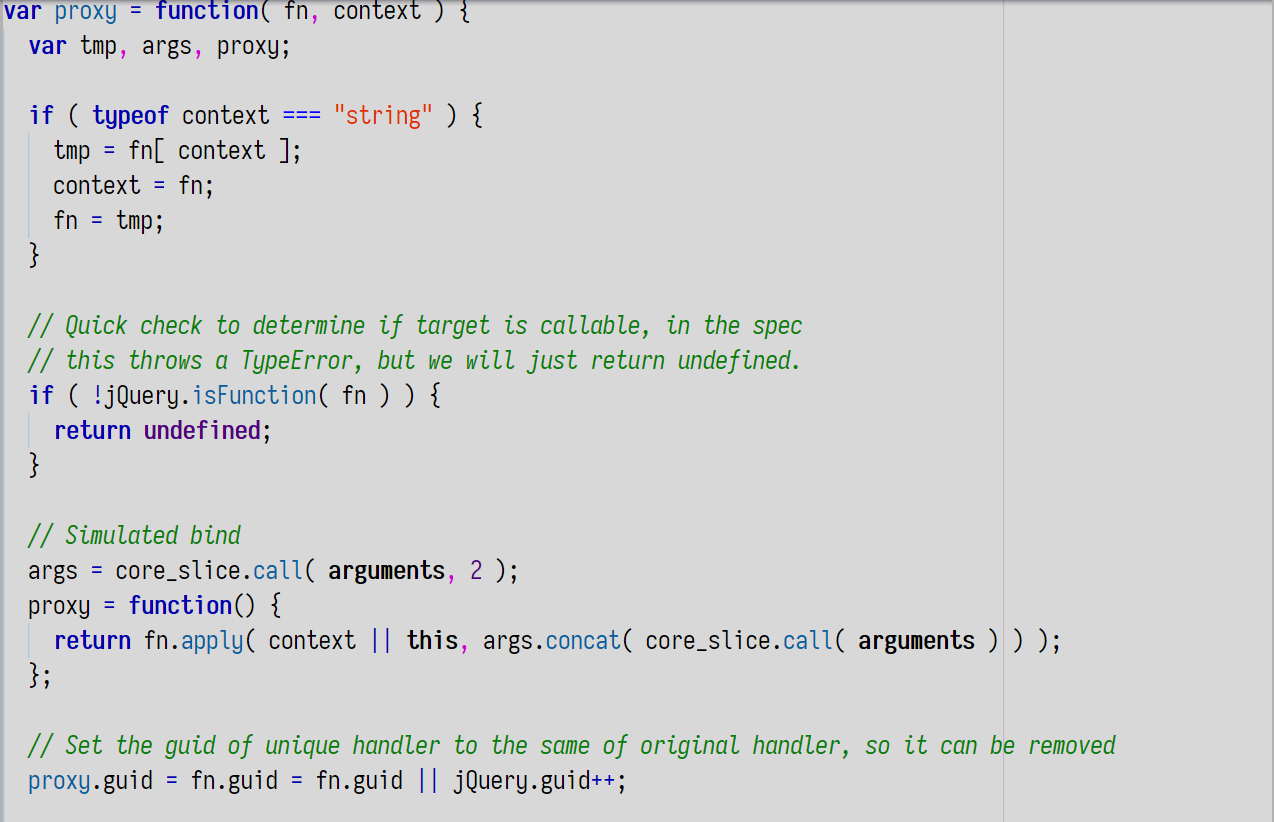 var proxy = function( fn, context ) {
  var tmp, args, proxy;

  if ( typeof context === "string" ) {
    tmp = fn[ context ];
    context = fn;
    fn = tmp;
  }

  // Quick check to determine if target is callable, in the spec
  // this throws a TypeError, but we will just return undefined.
  if ( !jQuery.isFunction( fn ) ) {
    return undefined;
  }

  // Simulated bind
  args = core_slice.call( arguments, 2 );
  proxy = function() {
    return fn.apply( context || this, args.concat( core_slice.call( arguments ) ) );
  };

  // Set the guid of unique handler to the same of original handler, so it can be removed
  proxy.guid = fn.guid = fn.guid || jQuery.guid++;